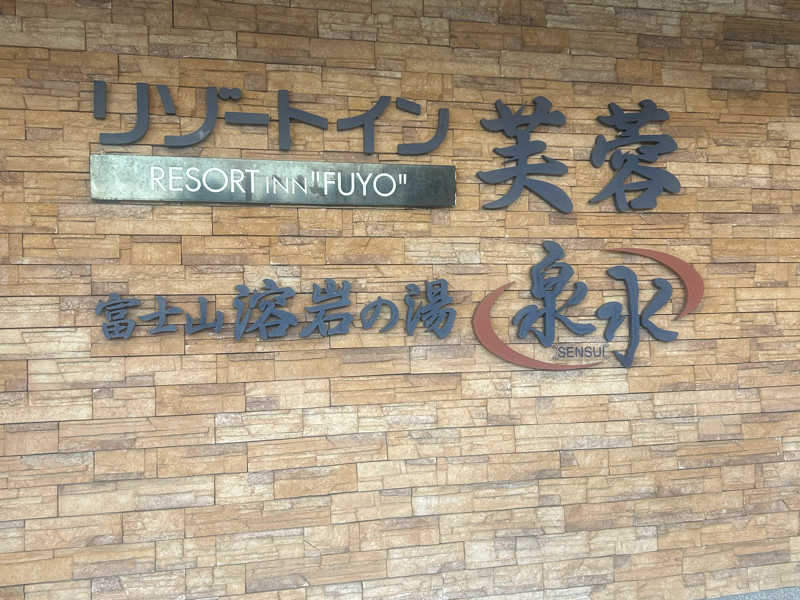 リゾートイン 芙蓉
RESORT INN "FUYO"
富士山溶岩の湯 泉水
SENSUI